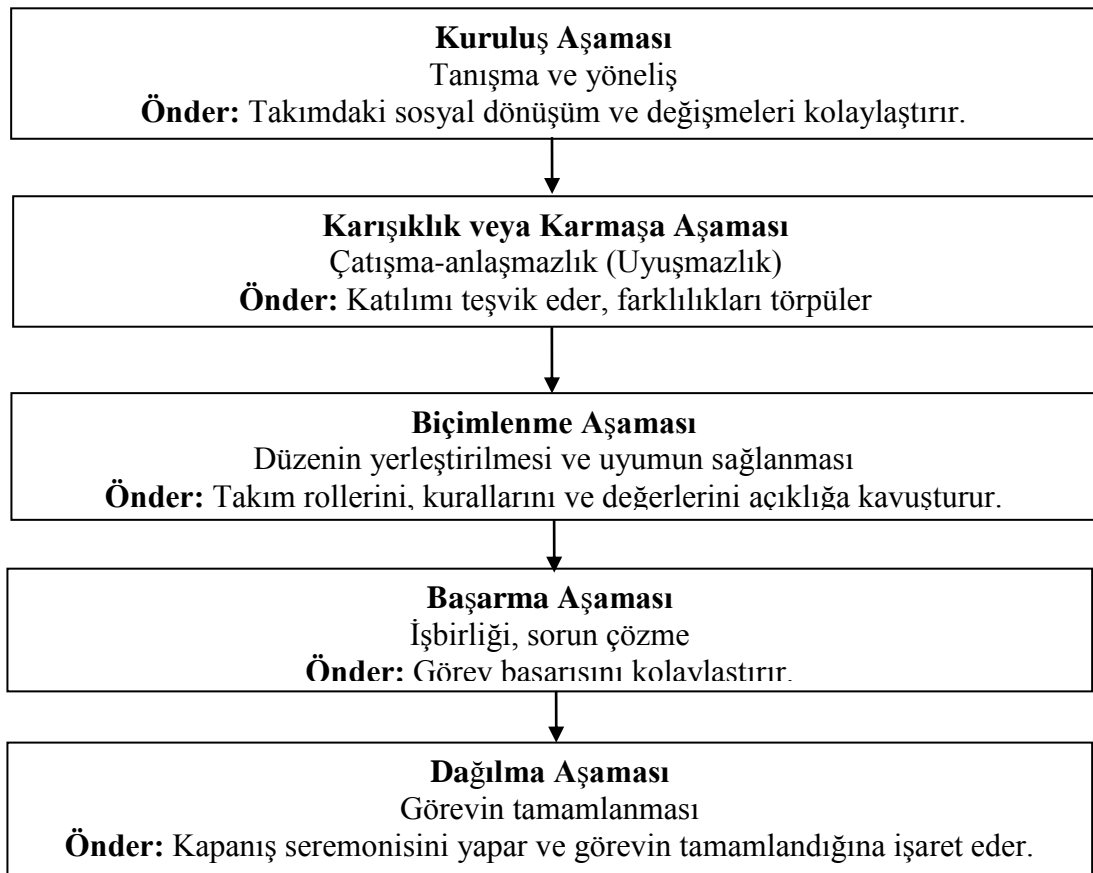 Kuruluş Aşaması
Tanışma ve yöneliş
Önder: Takımdaki sosyal dönüşüm ve değişmeleri kolaylaştırır.
Karışıklık veya Karmaşa Aşaması
Çatışma-anlaşmazlık (Uyuşmazlık)
Önder: Katılımı teşvik eder, farklılıkları törpüler
Biçimlenme Aşaması
Düzenin yerleştirilmesi ve uyumun sağlanması
Önder: Takım rollerini, kurallarını ve değerlerini açıklığa kavuşturur.
Başarma Aşaması
İşbirliği, sorun çözme
Önder: Görev başarısını kolaylaştırır.
Dağılma Aşaması
Görevin tamamlanması
Önder: Kapanış seremonisini yapar ve görevin tamamlandığına işaret eder.